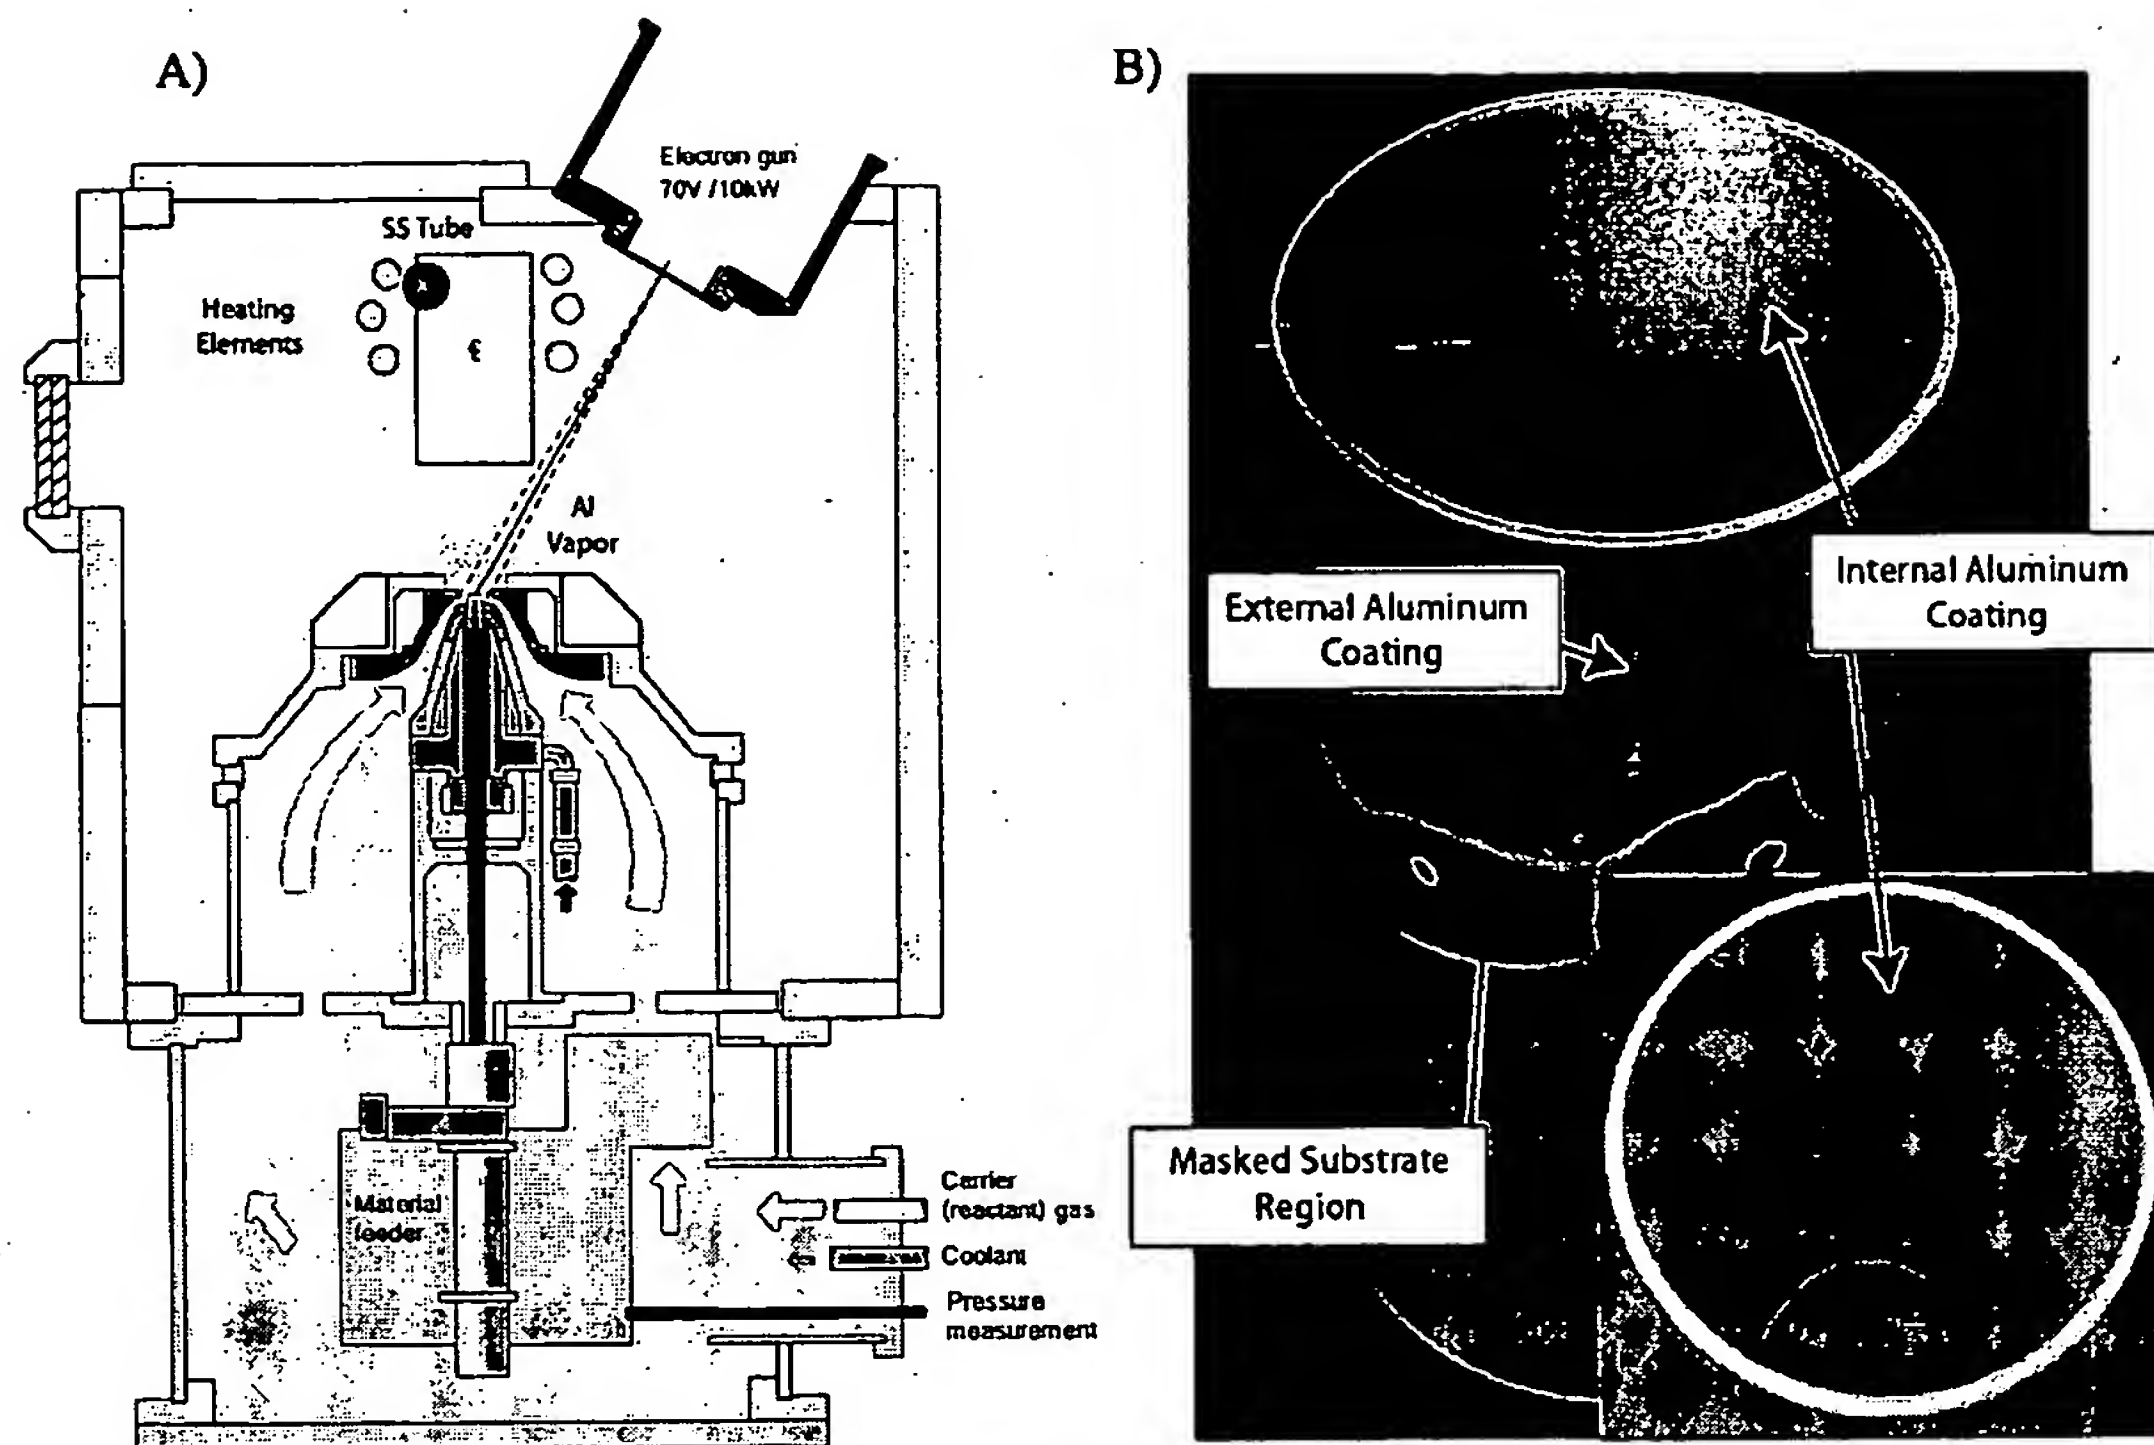 A)
Electron gun
70V /10kW
SS Tube
Heating
Elements
Al
Vapor
Material
feeder
Carrier
(reactant) gas
Coolant
Pressure
measurement
B)
Internal Aluminum
Coating
External Aluminum
Coating
Masked Substrate
Region